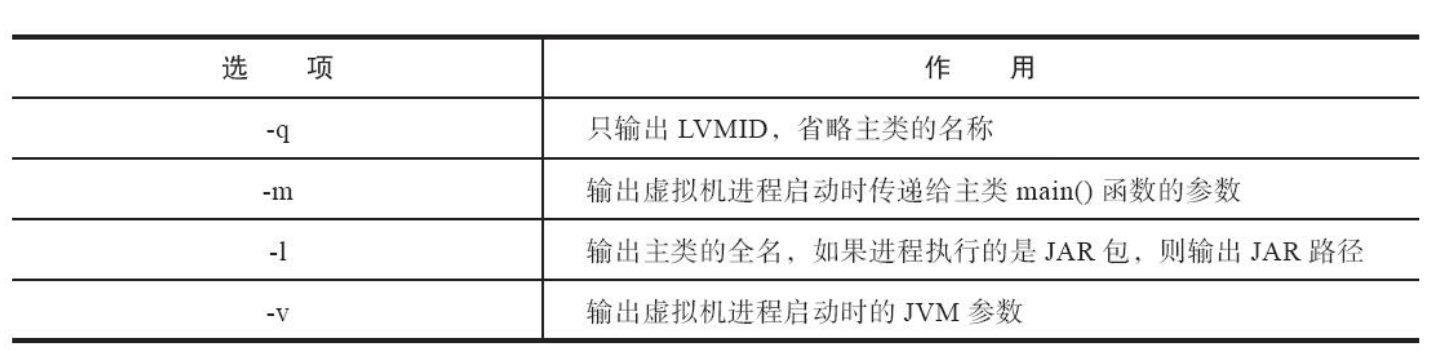 选 项 作 用
-q 只输出 LVMID，省略主类的名称
-m 输出虚拟机进程启动时传递给主类 main() 函数的参数
-l 输出主类的全名，如果进程执行的是 JAR 包，则输出 JAR 路径
-v 输出虚拟机进程启动时的 JVM 参数